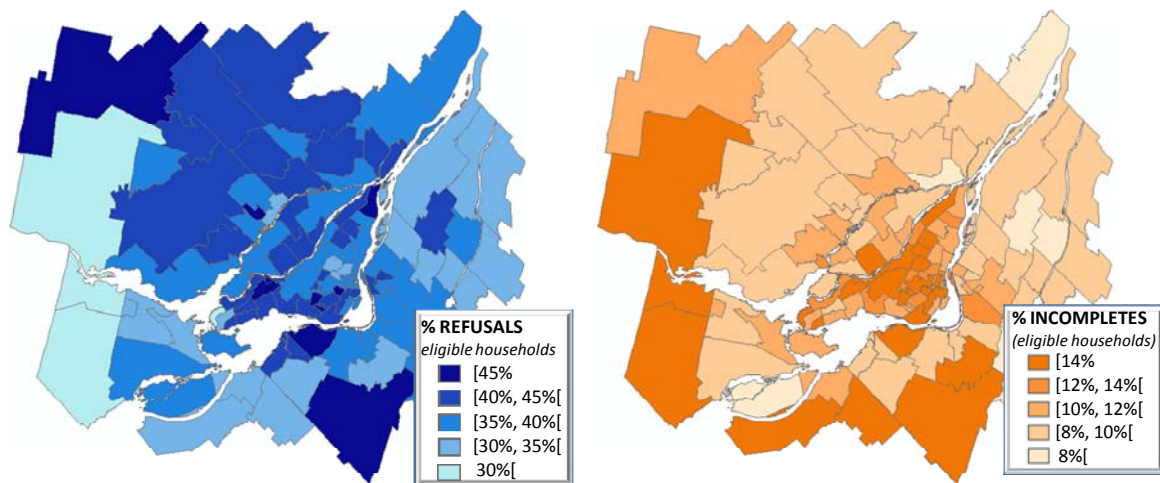 % REFUSALS
eligible households
[45%
[40%, 45%[
[35%, 40%[
[30%, 35%[
30%[
% INCOMPLETES
(eligible households)
[14%
[12%, 14%[
[10%, 12%[
[8%, 10%[
8%[